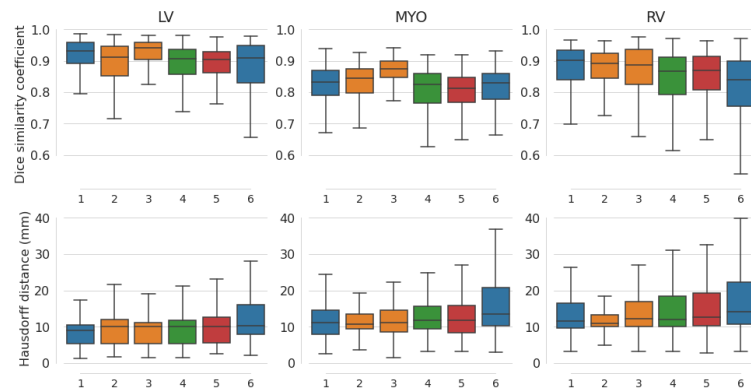 LV MYO RV
Dice similarity coefficient
1.0 1.0 1.0
0.9 0.9 0.9
0.8 0.8 0.8
0.7 0.7 0.7
0.6 0.6 0.6
1 2 3 4 5 6 1 2 3 4 5 6 1 2 3 4 5 6
Hausdorff distance (mm)
40 40 40
30 30 30
20 20 20
10 10 10
0 0 0
1 2 3 4 5 6 1 2 3 4 5 6 1 2 3 4 5 6